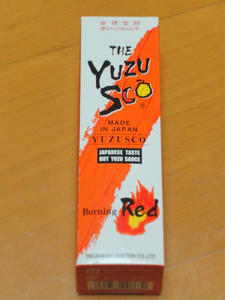 THE
YUZU
SCO
MADE
IN JAPAN
YUZUSCO
JAPANESE TASTE
HOT YUZU SAUCE
Burning Red
TAKAHASHI SHOTEN CO.,LTD